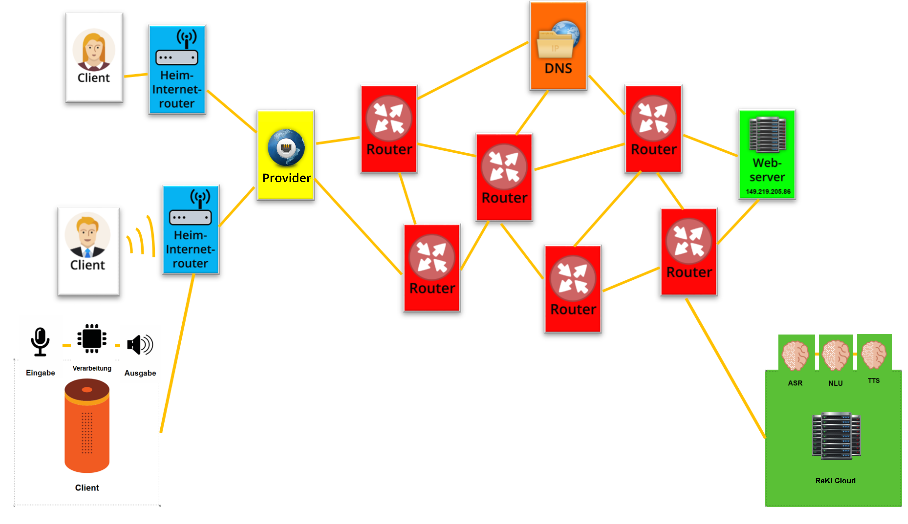 Client
Heim-
Internet-
router
Provider
Router
IP
DNS
Router
Router
Web-
server
149.219.205.86
Client
Heim-
Internet-
router
Router
Router
Router
Eingabe
Verarbeitung
Ausgabe
Client
ASR
NLU
TTS
ReKI Cloud